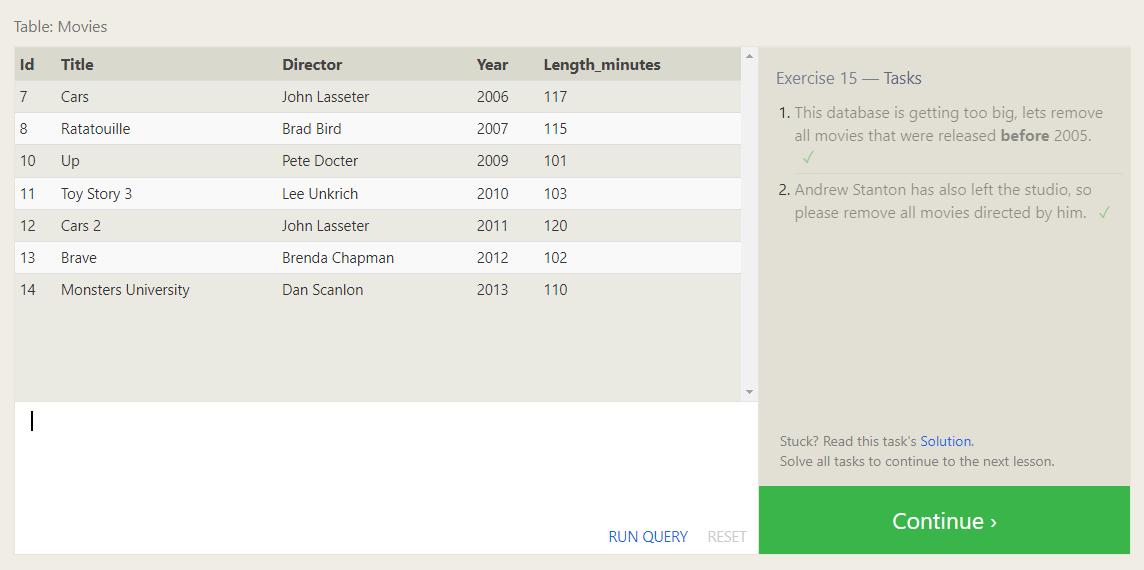 Table: Movies
Id Title Director Year Length_minutes
7 Cars John Lasseter 2006 117
8 Ratatouille Brad Bird 2007 115
10 Up Pete Docter 2009 101
11 Toy Story 3 Lee Unkrich 2010 103
12 Cars 2 John Lasseter 2011 120
13 Brave Brenda Chapman 2012 102
14 Monsters University Dan Scanlon 2013 110
RUN QUERY RESET
Exercise 15 — Tasks
1. This database is getting too big, lets remove
all movies that were released before 2005.
✓
2. Andrew Stanton has also left the studio, so
please remove all movies directed by him. ✓
Stuck? Read this task's Solution.
Solve all tasks to continue to the next lesson.
Continue ›